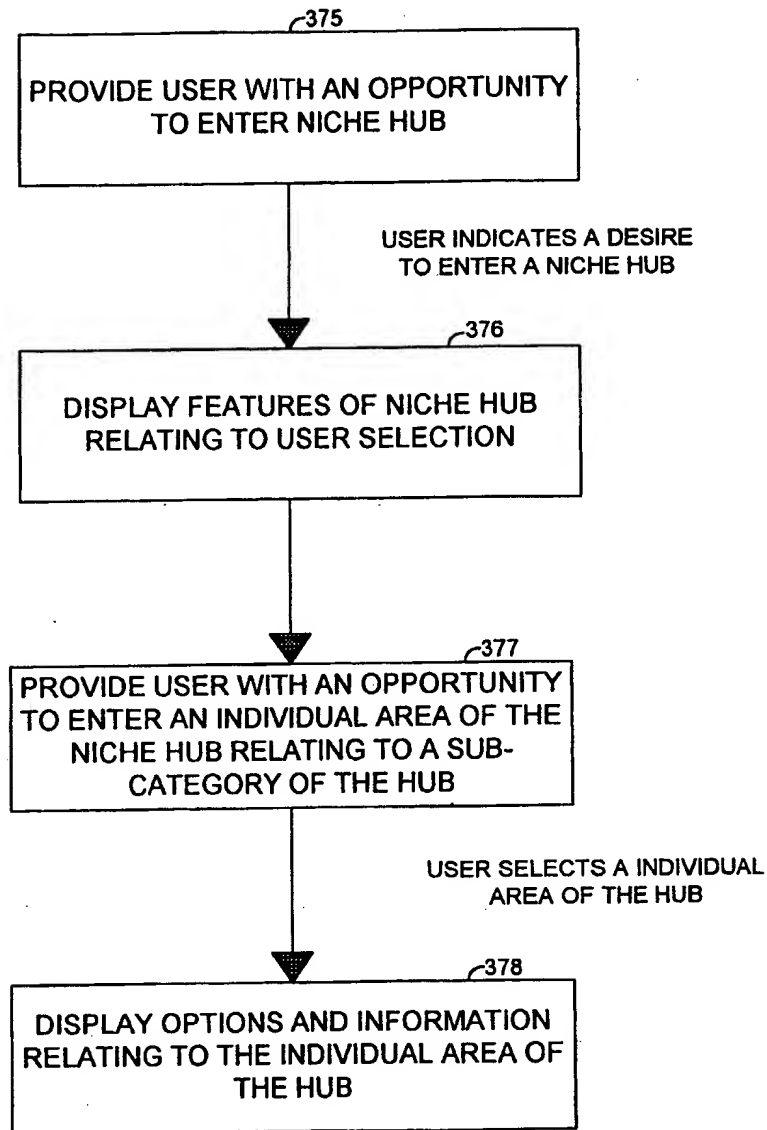 375
PROVIDE USER WITH AN OPPORTUNITY
TO ENTER NICHE HUB
USER INDICATES A DESIRE
TO ENTER A NICHE HUB
376
DISPLAY FEATURES OF NICHE HUB
RELATING TO USER SELECTION
377
PROVIDE USER WITH AN OPPORTUNITY
TO ENTER AN INDIVIDUAL AREA OF THE
NICHE HUB RELATING TO A SUB-
CATEGORY OF THE HUB
USER SELECTS A INDIVIDUAL
AREA OF THE HUB
378
DISPLAY OPTIONS AND INFORMATION
RELATING TO THE INDIVIDUAL AREA OF
THE HUB